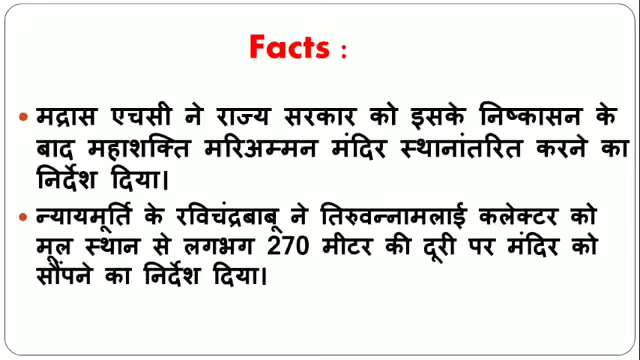 Facts :
• मद्रास एचसी ने राज्य सरकार को इसके निष्कासन के
बाद महाशक्ति मरिअम्मन मंदिर स्थानांतरित करने का
निर्देश दिया।
• न्यायमूर्ति के रविचंद्रबाबू ने तिरुवन्नामलाई कलेक्टर को
मूल स्थान से लगभग 270 मीटर की दूरी पर मंदिर को
सौंपने का निर्देश दिया।